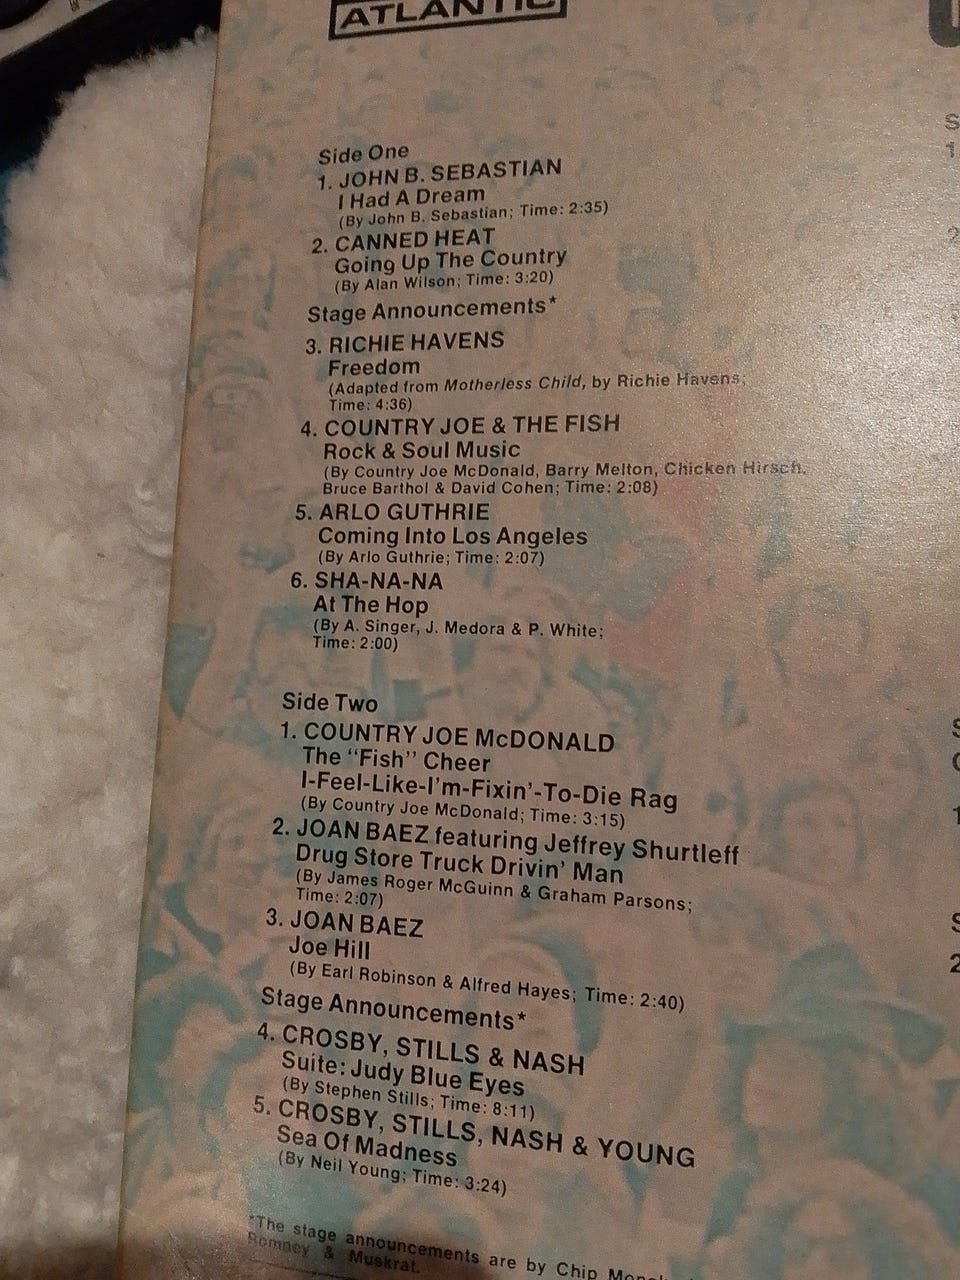 ATLANTIC
Side One
1. JOHN B. SEBASTIAN
I Had A Dream
(By John B. Sebastian; Time: 2:35)
2. CANNED HEAT
Going Up The Country
(By Alan Wilson; Time: 3:20)
Stage Announcements*
3. RICHIE HAVENS
Freedom
(Adapted from Motherless Child, by Richie Havens;
Time: 4:36)
4. COUNTRY JOE & THE FISH
Rock & Soul Music
(By Country Joe McDonald, Barry Melton, Chicken Hirsch,
Bruce Barthol & David Cohen; Time: 2:08)
5. ARLO GUTHRIE
Coming Into Los Angeles
(By Arlo Guthrie; Time: 2:07)
6. SHA-NA-NA
At The Hop
(By A. Singer, J. Medora & P. White;
Time: 2:00)
Side Two
1. COUNTRY JOE McDONALD
The "Fish" Cheer
I-Feel-Like-I'm-Fixin'-To-Die Rag
(By Country Joe McDonald; Time: 3:15)
2. JOAN BAEZ featuring Jeffrey Shurtleff
Drug Store Truck Drivin' Man
(By James Roger McGuinn & Graham Parsons;
Time: 2:07)
3. JOAN BAEZ
Joe Hill
(By Earl Robinson & Alfred Hayes; Time: 2:40)
Stage Announcements*
4. CROSBY, STILLS & NASH
Suite: Judy Blue Eyes
(By Stephen Stills; Time: 8:11)
5. CROSBY, STILLS, NASH & YOUNG
Sea Of Madness
(By Neil Young; Time: 3:24)
*The stage announcements are by Chip
Romney & Muskrat.